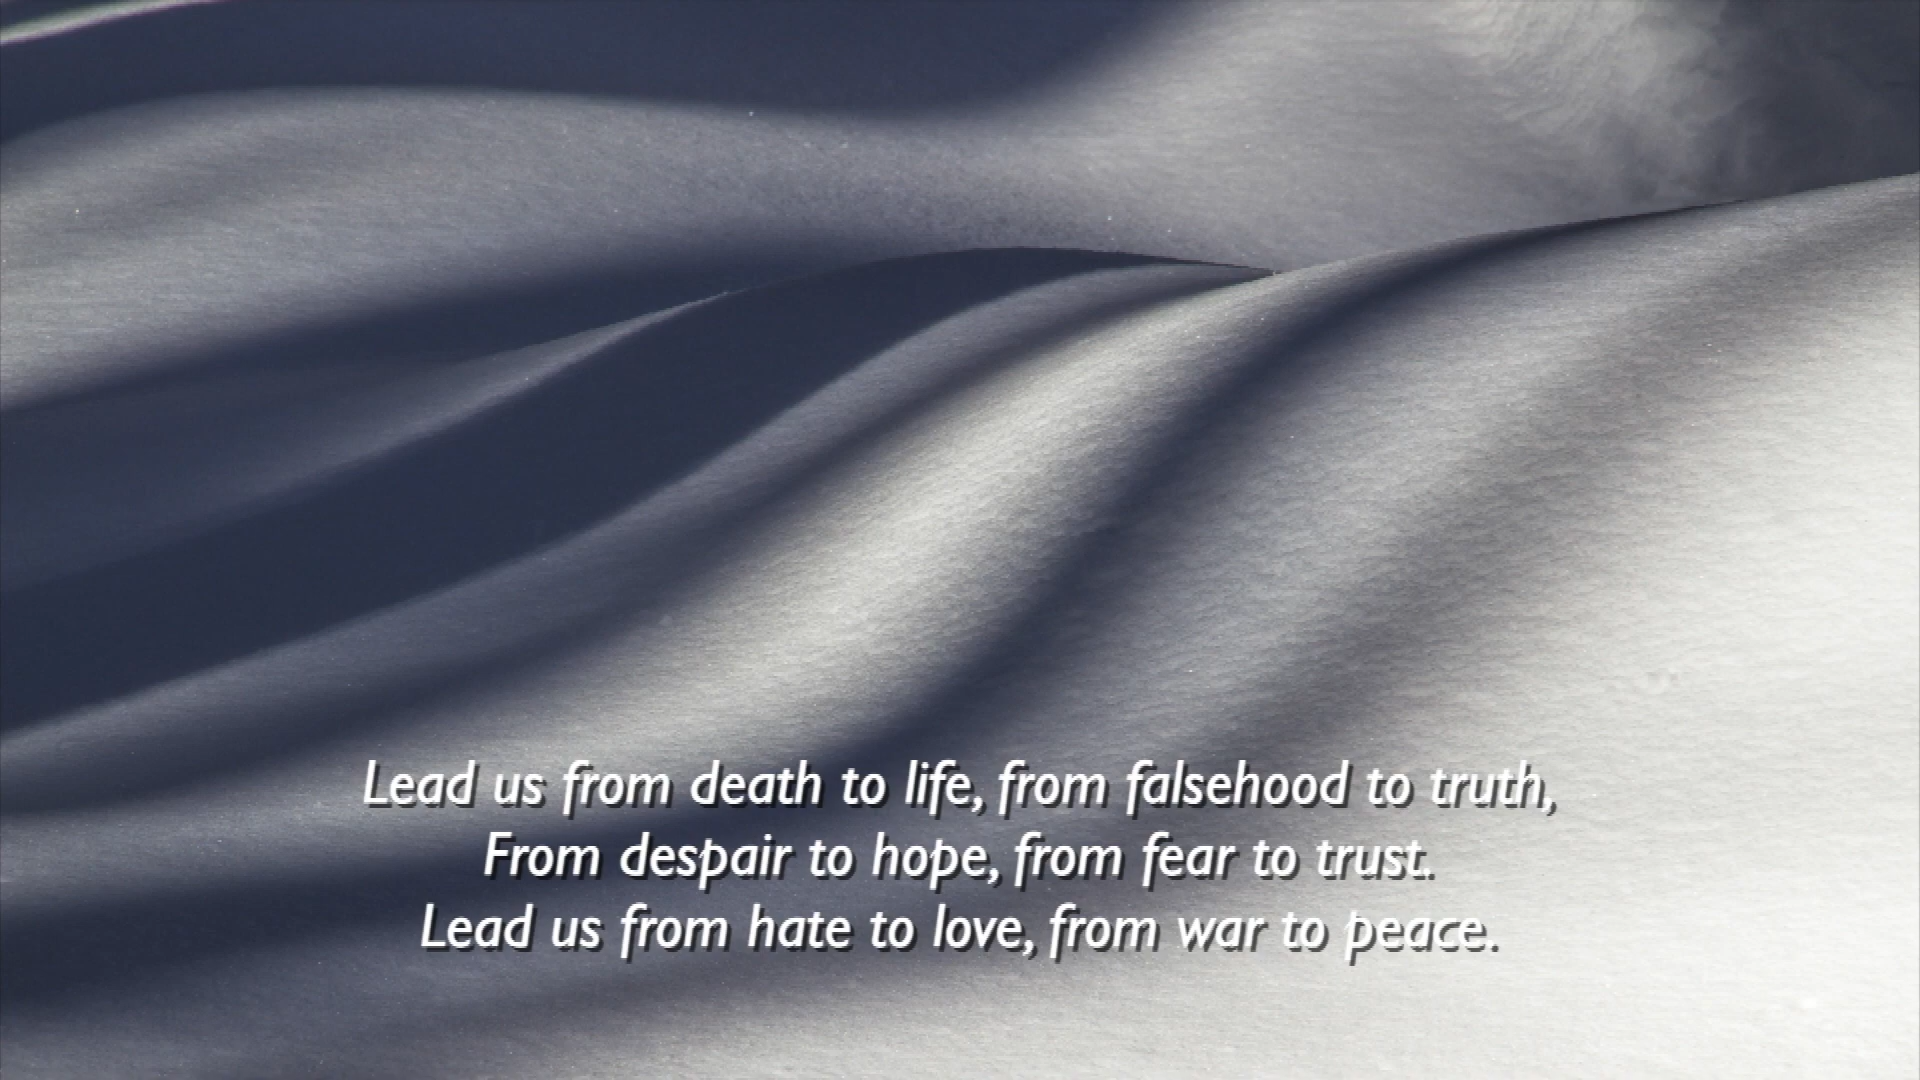 Lead us from death to life, from falsehood to truth,
From despair to hope, from fear to trust.
Lead us from hate to love, from war to peace.